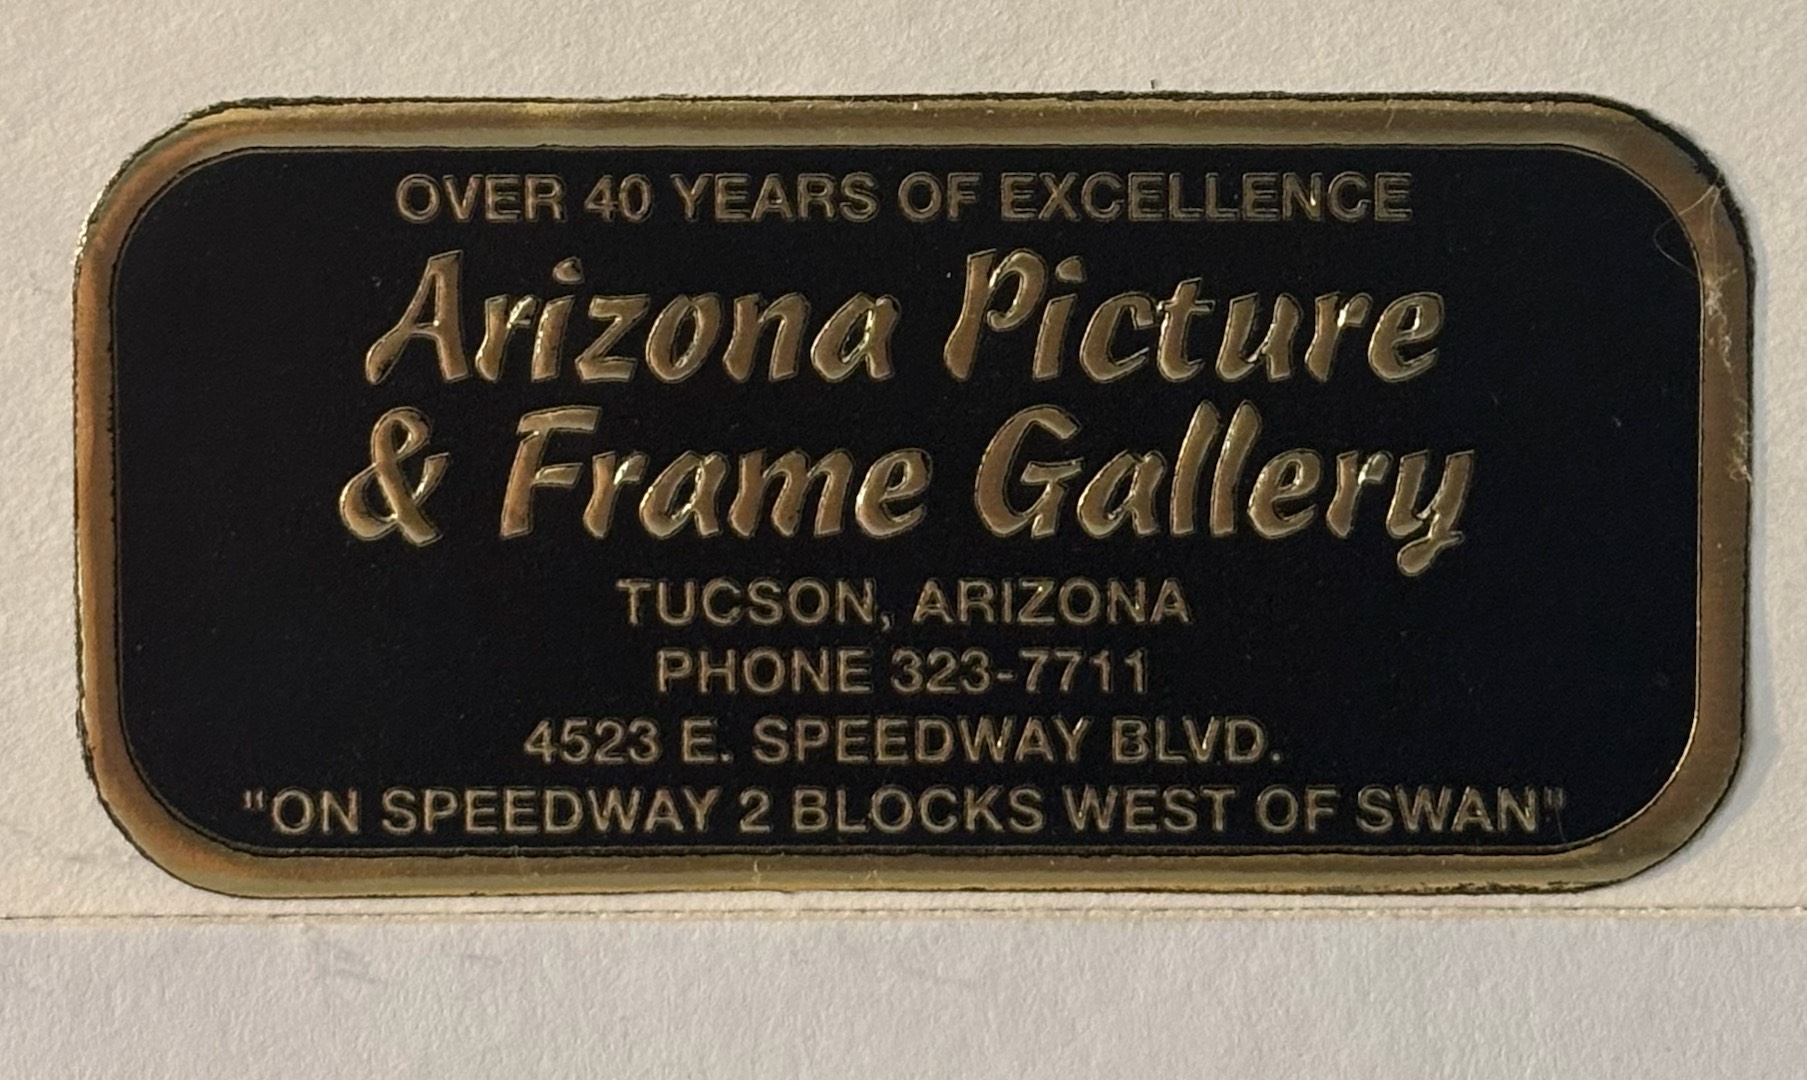 OVER 40 YEARS OF EXCELLENCE
Arizona Picture
& Frame Gallery
TUCSON, ARIZONA
PHONE 323-7711
4523 E. SPEEDWAY BLVD.
"ON SPEEDWAY 2 BLOCKS WEST OF SWAN"